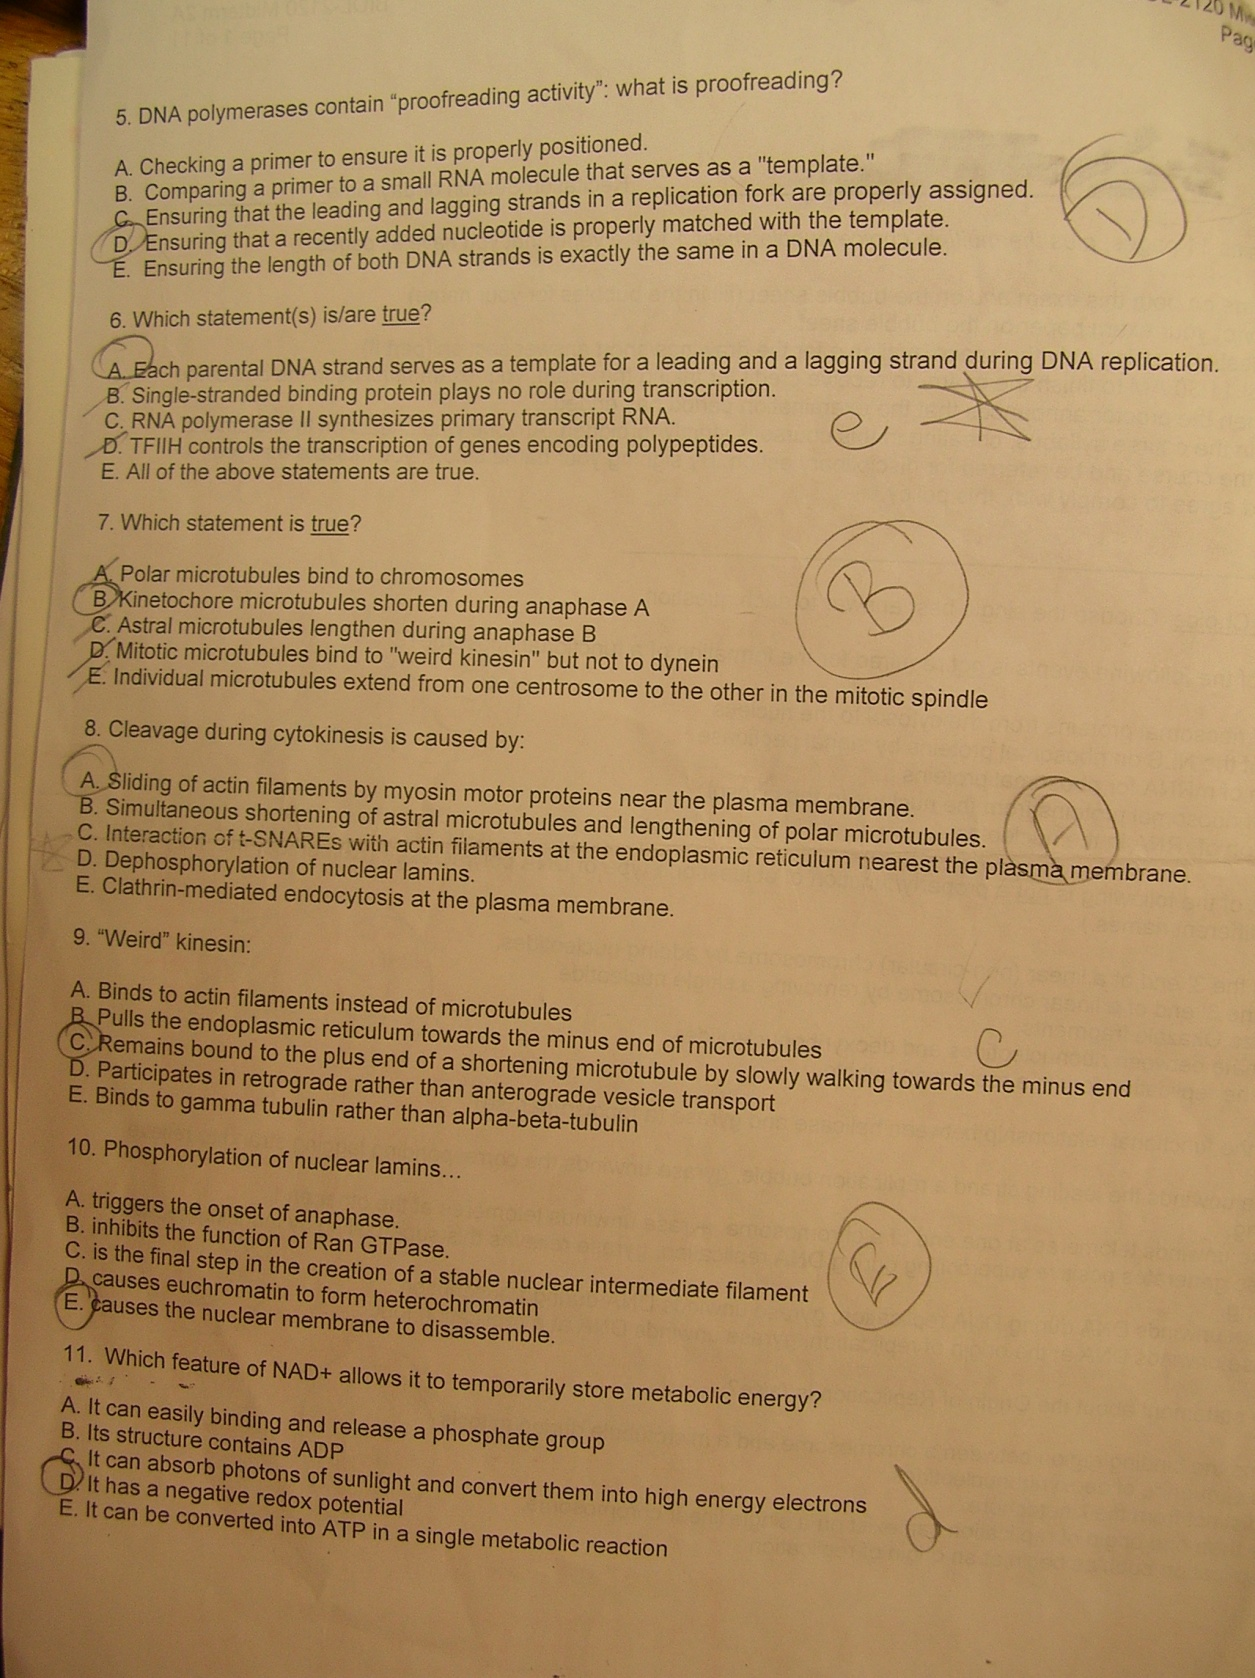 2120
Pag
5. DNA polymerases contain “proofreading activity”: what is proofreading?
A. Checking a primer to ensure it is properly positioned.
B. Comparing a primer to a small RNA molecule that serves as a "template."
C. Ensuring that the leading and lagging strands in a replication fork are properly assigned.
D. Ensuring that a recently added nucleotide is properly matched with the template.
E. Ensuring the length of both DNA strands is exactly the same in a DNA molecule.
D
6. Which statement(s) is/are true?
A. Each parental DNA strand serves as a template for a leading and a lagging strand during DNA replication.
B. Single-stranded binding protein plays no role during transcription.
C. RNA polymerase II synthesizes primary transcript RNA.
D. TFIIH controls the transcription of genes encoding polypeptides.
E. All of the above statements are true.
e
7. Which statement is true?
A. Polar microtubules bind to chromosomes
B. Kinetochore microtubules shorten during anaphase A
C. Astral microtubules lengthen during anaphase B
D. Mitotic microtubules bind to "weird kinesin" but not to dynein
E. Individual microtubules extend from one centrosome to the other in the mitotic spindle
B
8. Cleavage during cytokinesis is caused by:
A. Sliding of actin filaments by myosin motor proteins near the plasma membrane.
B. Simultaneous shortening of astral microtubules and lengthening of polar microtubules.
C. Interaction of t-SNAREs with actin filaments at the endoplasmic reticulum nearest the plasma membrane.
D. Dephosphorylation of nuclear lamins.
E. Clathrin-mediated endocytosis at the plasma membrane.
A
9. “Weird” kinesin:
A. Binds to actin filaments instead of microtubules
B. Pulls the endoplasmic reticulum towards the minus end of microtubules
C. Remains bound to the plus end of a shortening microtubule by slowly walking towards the minus end
D. Participates in retrograde rather than anterograde vesicle transport
E. Binds to gamma tubulin rather than alpha-beta-tubulin
C
10. Phosphorylation of nuclear lamins...
A. triggers the onset of anaphase.
B. inhibits the function of Ran GTPase.
C. is the final step in the creation of a stable nuclear intermediate filament
D. causes euchromatin to form heterochromatin
E. causes the nuclear membrane to disassemble.
E
11. Which feature of NAD+ allows it to temporarily store metabolic energy?
A. It can easily binding and release a phosphate group
B. Its structure contains ADP
C. It can absorb photons of sunlight and convert them into high energy electrons
D. It has a negative redox potential
E. It can be converted into ATP in a single metabolic reaction
d